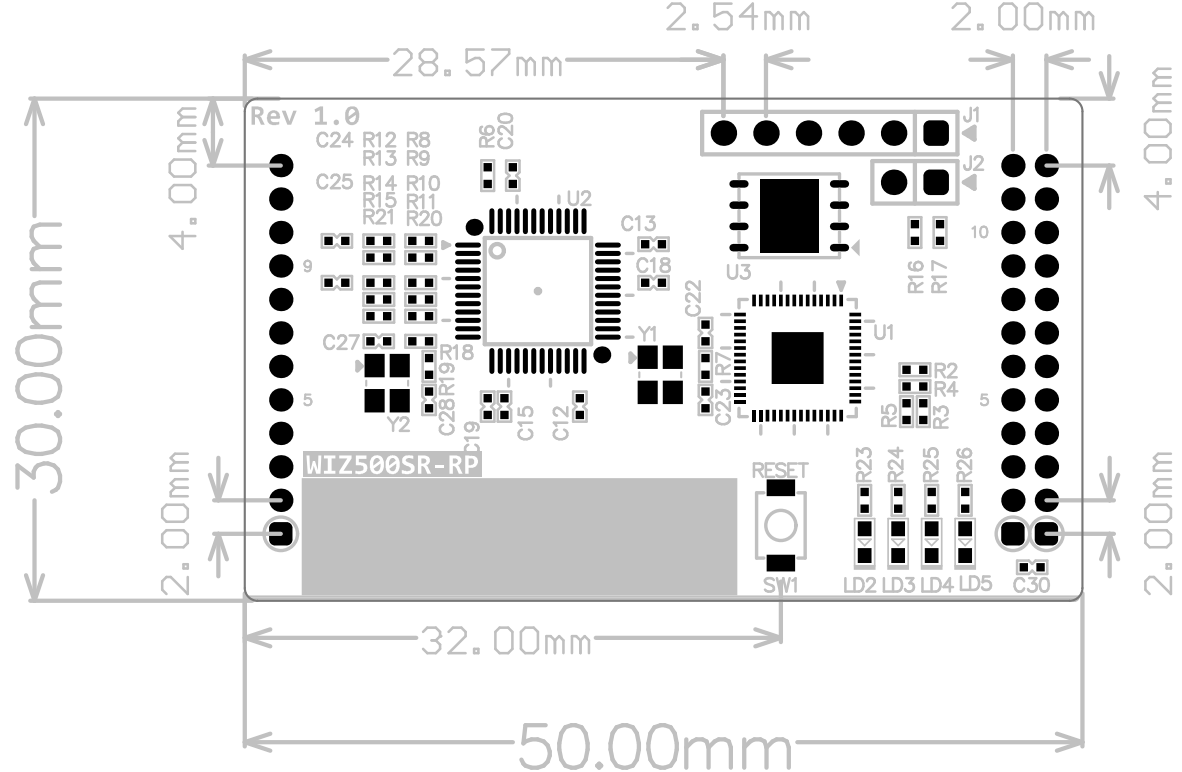 2.54mm
2.00mm
28.57mm
4.00mm
30.00mm
4.00mm
Rev 1.0
J1
C24 R12 R8
R13 R9
R6
C20
J2
C25 R14 R10
R15 R11
R21 R20
U2
C13
10
9
C18
U3
R16
R17
C22
Y1
U1
C27
R18
R7
R19
R2
R4
5
5
C28
Y2
C19
C15
C12
C23
R5
R3
WIZ500SR-RP
RESET
R23
R24
R25
R26
2.00mm
2.00mm
SW1
LD2
LD3
LD4
LD5
C30
32.00mm
50.00mm